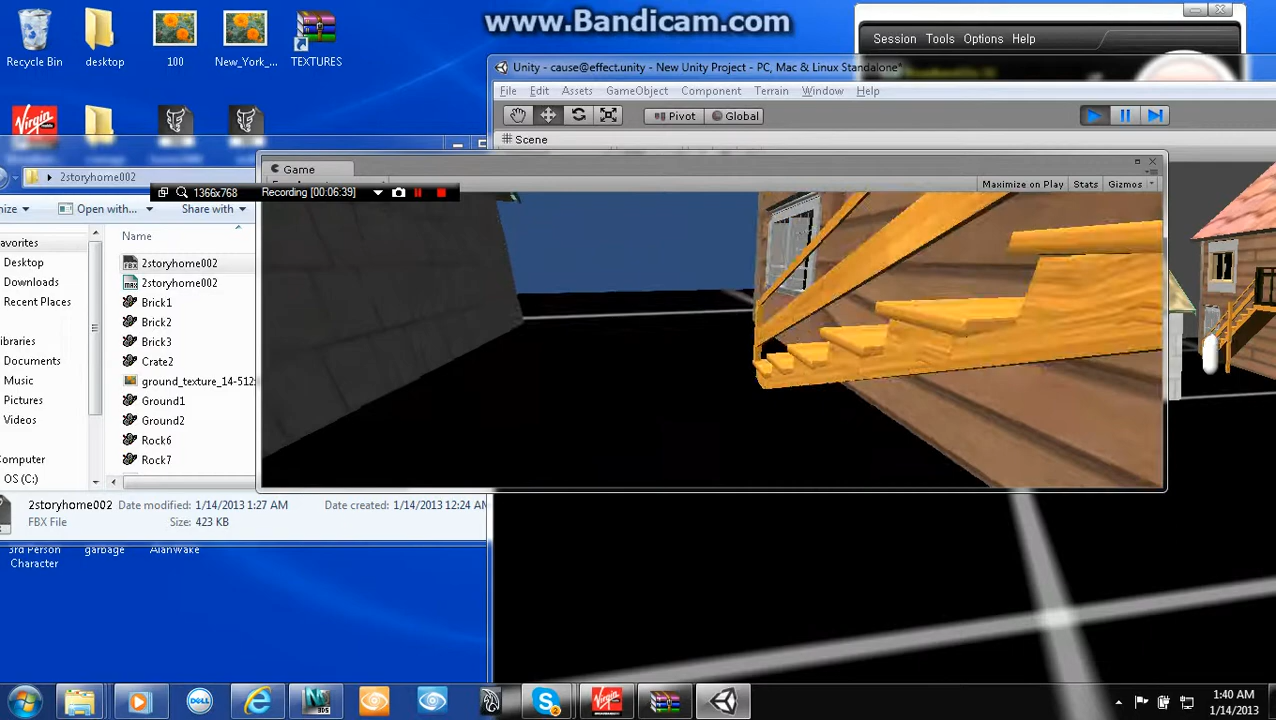 www.Bandicam.com
Recycle Bin
desktop
100
New_York_...
TEXTURES
Session Tools Options Help
Unity - cause@effect.unity - New Unity Project - PC, Mac & Linux Standalone*
File Edit Assets GameObject Component Terrain Window Help
Pivot Global
Scene
2storyhome002
Game
1366x768 Recording [00:06:39]
Maximize on Play Stats Gizmos
nize Open with... Share with
Name
avorites
Desktop
Downloads
Recent Places
ibraries
Documents
Music
Pictures
Videos
Computer
OS (C:)
2storyhome002
2storyhome002
Brick1
Brick2
Brick3
Crate2
ground_texture_14-512:
Ground1
Ground2
Rock6
Rock7
2storyhome002 Date modified: 1/14/2013 1:27 AM Date created: 1/14/2013 12:24 AM
FBX File Size: 423 KB
3rd Person Character
garbage
AlanWake
1:40 AM
1/14/2013